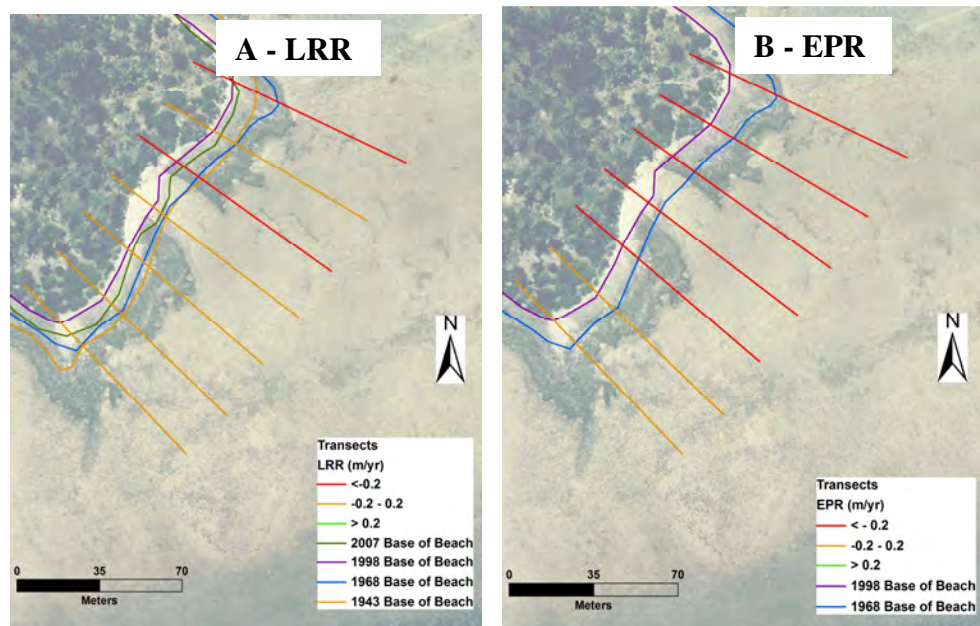 A - LRR
N
Transects
LRR (m/yr)
<-0.2
-0.2 - 0.2
> 0.2
2007 Base of Beach
1998 Base of Beach
1968 Base of Beach
1943 Base of Beach
0 35 70
Meters
B - EPR
N
Transects
EPR (m/yr)
< - 0.2
-0.2 - 0.2
> 0.2
1998 Base of Beach
1968 Base of Beach
0 35 70
Meters